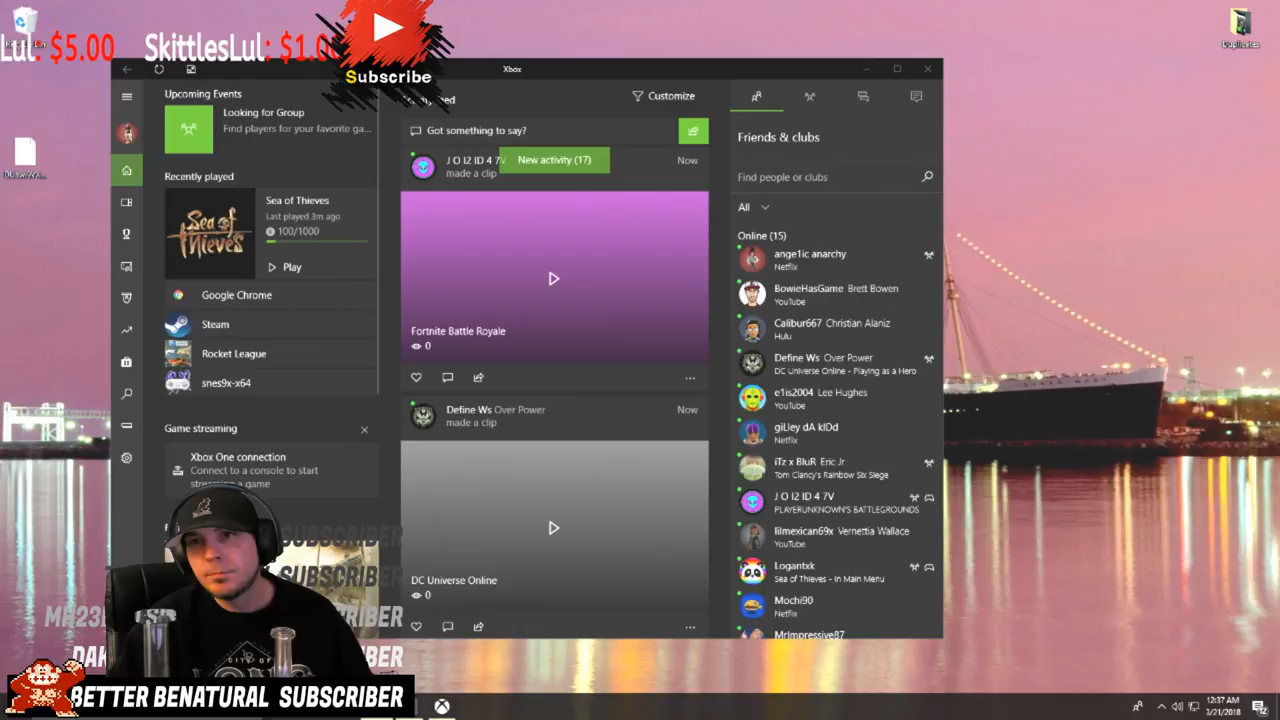 Lul: $5.00 SkittlesLul:
Subscribe
Duplicates
Xbox
Upcoming Events
Looking for Group
Find players for your favorite ga...
Recently played
Sea of Thieves
Sea of Thieves
Last played 3m ago
100/1000
Play
Google Chrome
Steam
Rocket League
snes9x-x64
Game streaming
Xbox One connection
Connect to a console to start
streaming a game
Customize
Got something to say?
New activity (17)
J O I2 ID 4 7V
made a clip
Now
Fortnite Battle Royale
0
Define Ws Over Power
made a clip
Now
DC Universe Online
0
Friends & clubs
Find people or clubs
All
Online (15)
ange1ic anarchy
Netflix
BowieHasGame Brett Bowen
YouTube
Calibur667 Christian Alaniz
Hulu
Define Ws Over Power
DC Universe Online - Playing as a Hero
e1is2004 Lee Hughes
YouTube
giLley dA kIDd
Netflix
iTz x BluR Eric Jr
Tom Clancy's Rainbow Six Siege
J O I2 ID 4 7V
PLAYERUNKNOWN'S BATTLEGROUNDS
lilmexican69x Vernettia Wallace
YouTube
Logantxk
Sea of Thieves - In Main Menu
Mochi90
Netflix
MrImpressive87
SUBSCRIBER
SUBSCRIBER
BETTER BENATURAL SUBSCRIBER
CITY OF
12:37 AM
3/21/2018